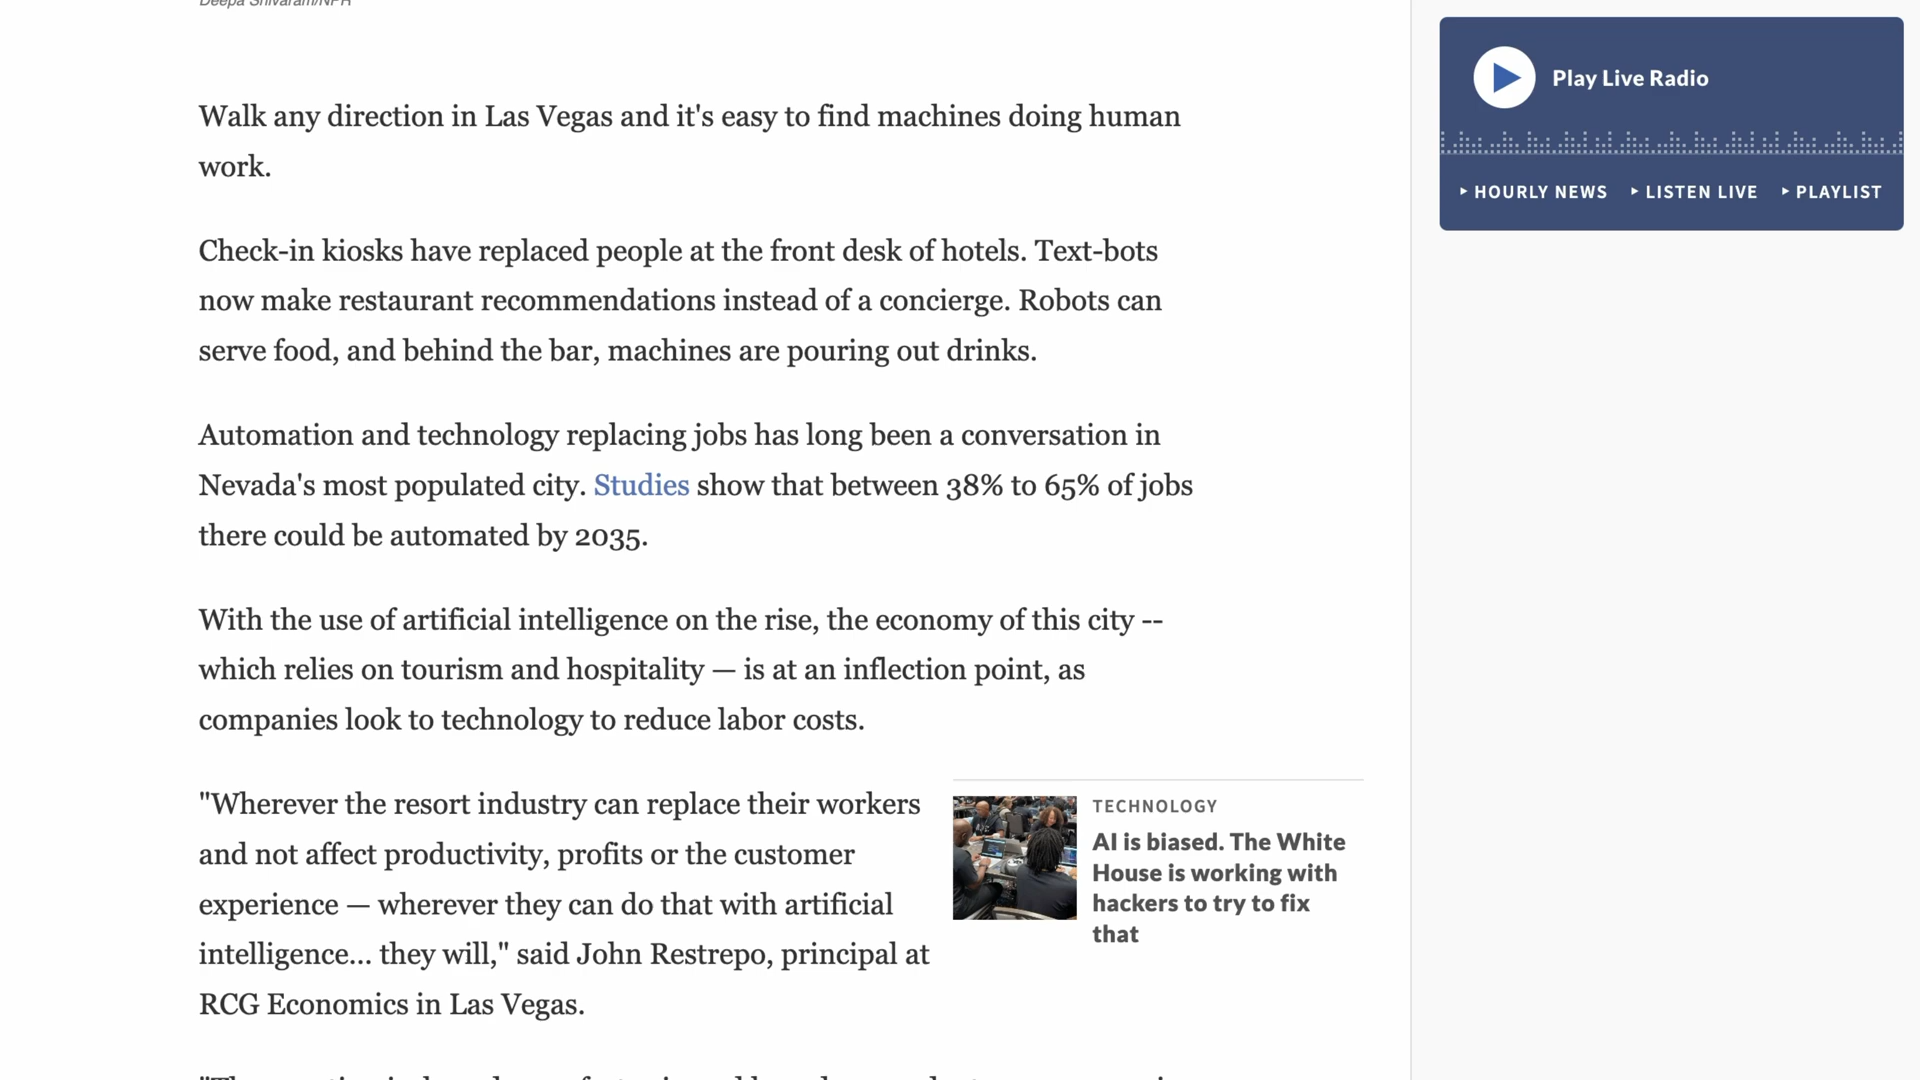 Deepa Shivaram/NPR
Walk any direction in Las Vegas and it's easy to find machines doing human
work.
Check-in kiosks have replaced people at the front desk of hotels. Text-bots
now make restaurant recommendations instead of a concierge. Robots can
serve food, and behind the bar, machines are pouring out drinks.
Automation and technology replacing jobs has long been a conversation in
Nevada's most populated city. Studies show that between 38% to 65% of jobs
there could be automated by 2035.
With the use of artificial intelligence on the rise, the economy of this city --
which relies on tourism and hospitality — is at an inflection point, as
companies look to technology to reduce labor costs.
"Wherever the resort industry can replace their workers
and not affect productivity, profits or the customer
experience — wherever they can do that with artificial
intelligence... they will," said John Restrepo, principal at
RCG Economics in Las Vegas.
TECHNOLOGY
AI is biased. The White
House is working with
hackers to try to fix
that
Play Live Radio
HOURLY NEWS
LISTEN LIVE
PLAYLIST